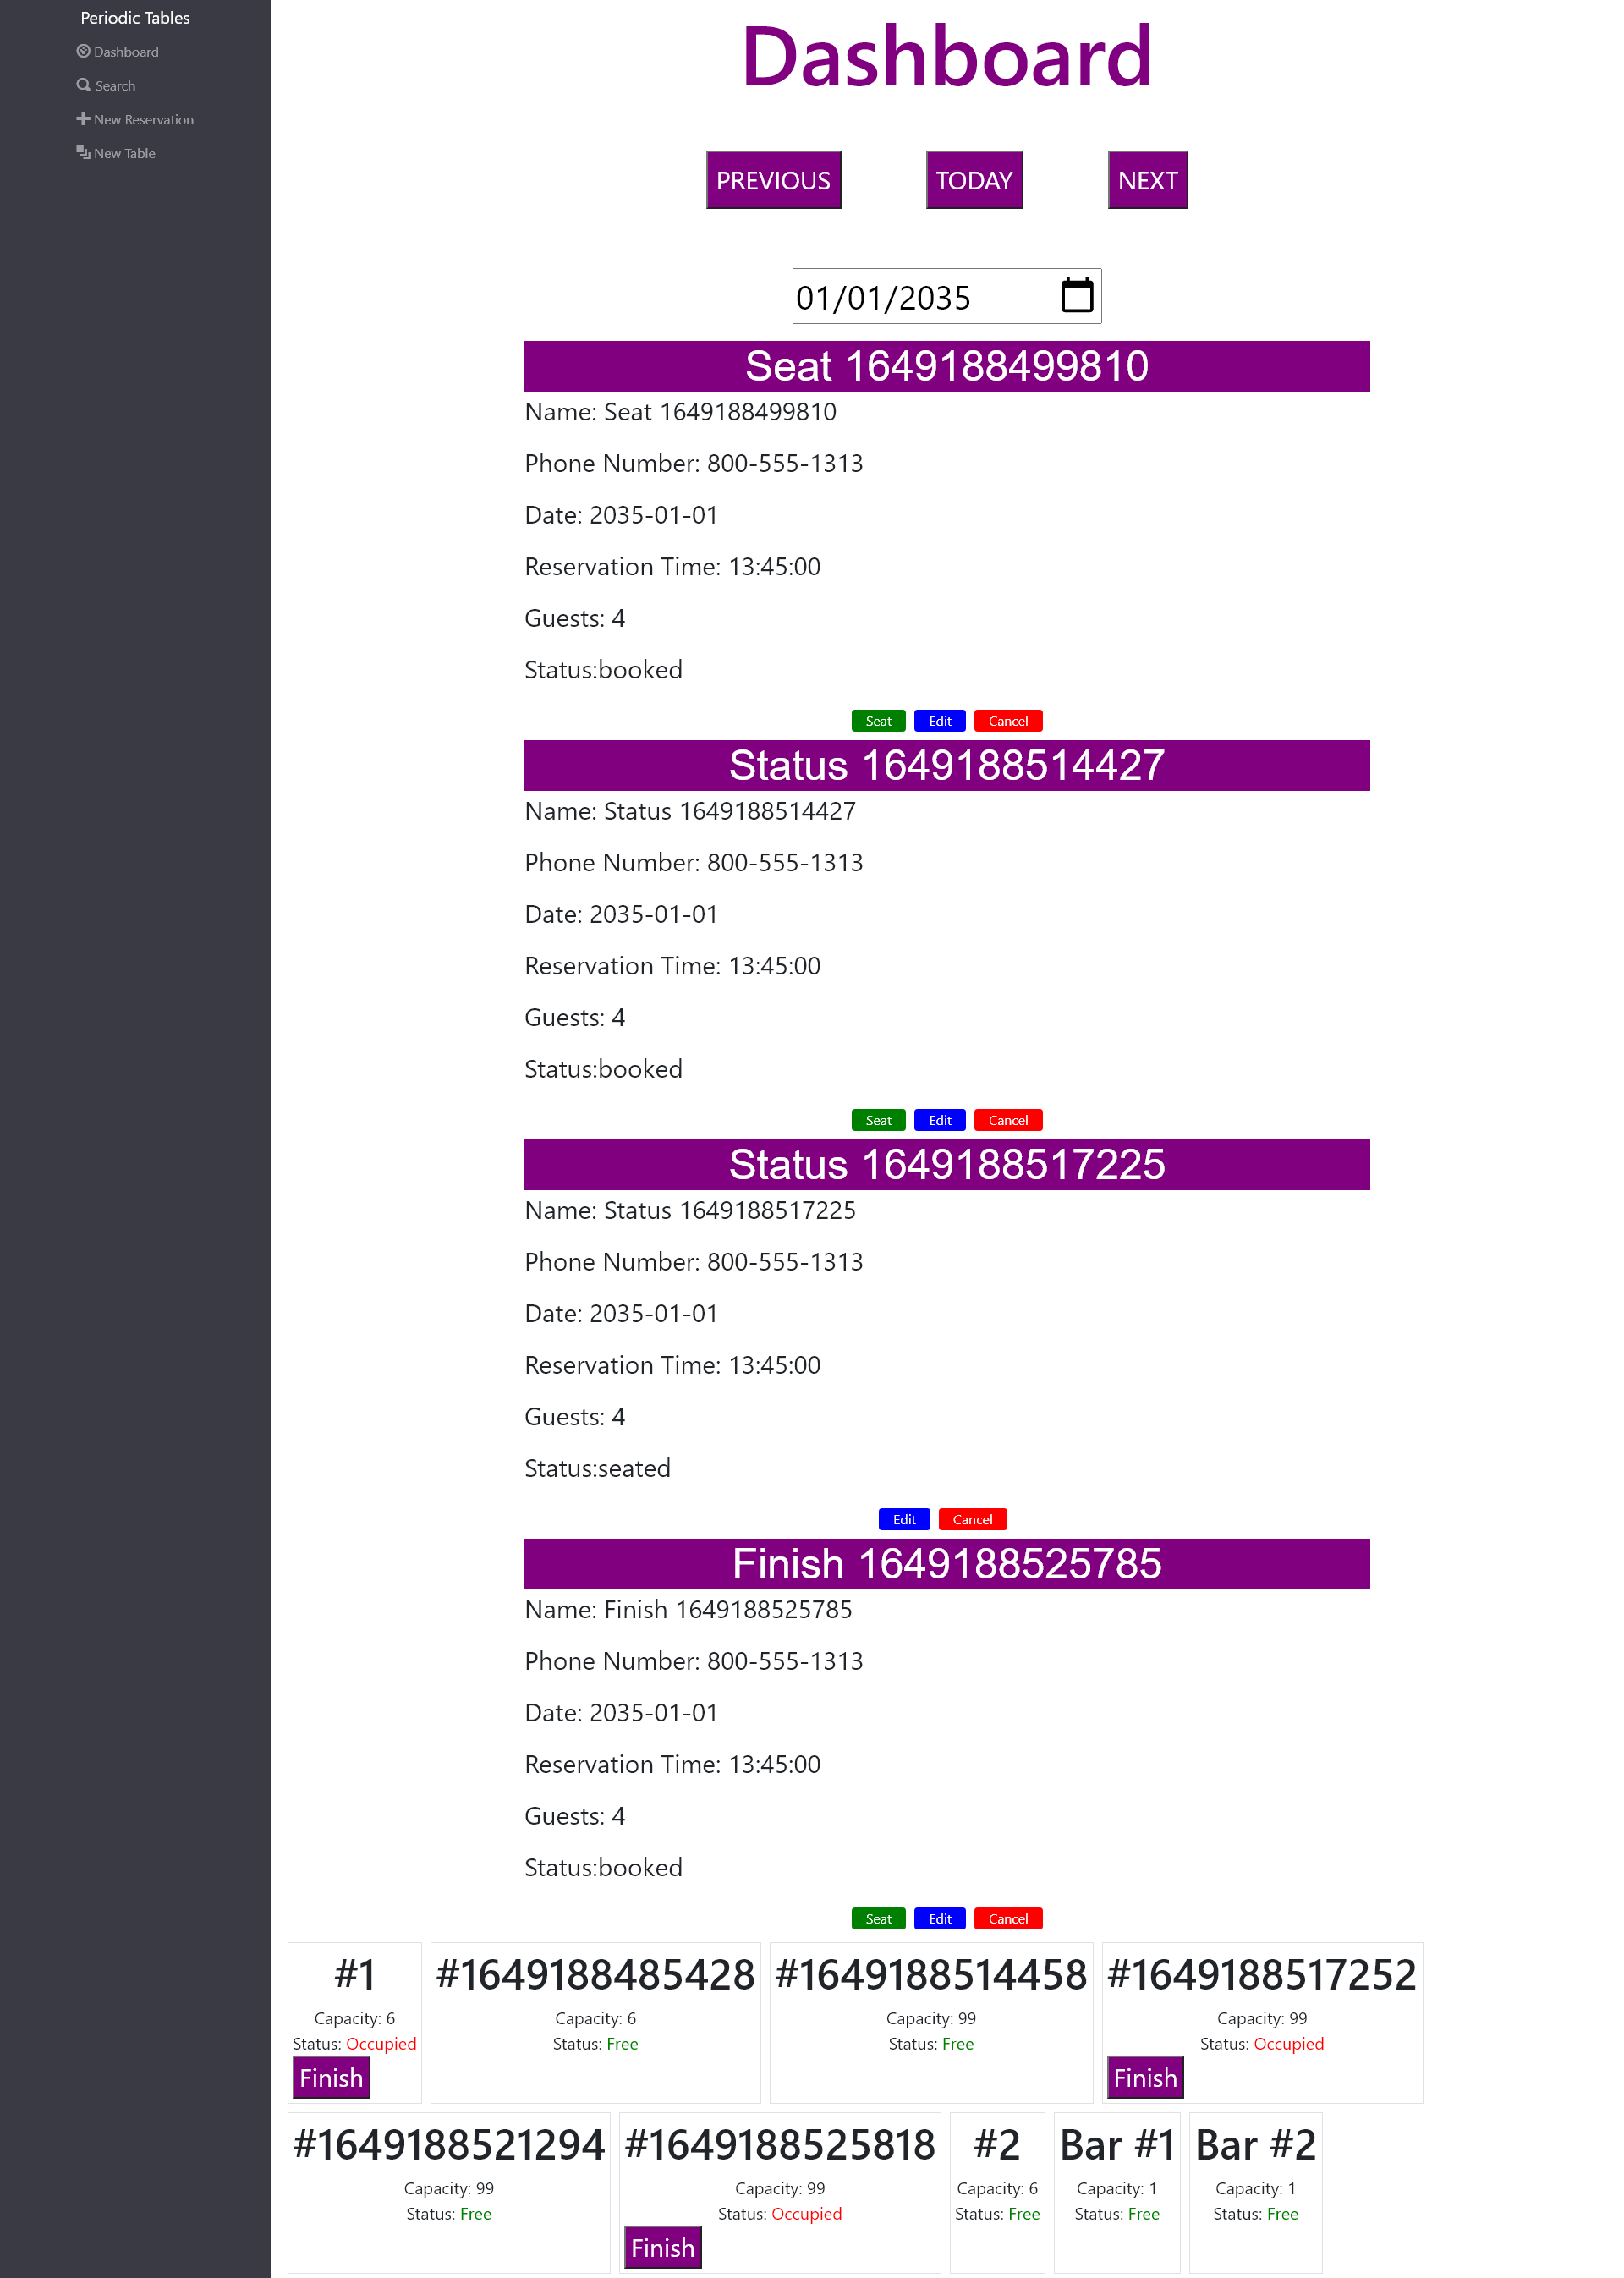 Periodic Tables
Dashboard
Search
New Reservation
New Table
Dashboard
PREVIOUS TODAY NEXT
01/01/2035
Seat 1649188499810
Name: Seat 1649188499810
Phone Number: 800-555-1313
Date: 2035-01-01
Reservation Time: 13:45:00
Guests: 4
Status:booked
Seat Edit Cancel
Status 1649188514427
Name: Status 1649188514427
Phone Number: 800-555-1313
Date: 2035-01-01
Reservation Time: 13:45:00
Guests: 4
Status:booked
Seat Edit Cancel
Status 1649188517225
Name: Status 1649188517225
Phone Number: 800-555-1313
Date: 2035-01-01
Reservation Time: 13:45:00
Guests: 4
Status:seated
Edit Cancel
Finish 1649188525785
Name: Finish 1649188525785
Phone Number: 800-555-1313
Date: 2035-01-01
Reservation Time: 13:45:00
Guests: 4
Status:booked
Seat Edit Cancel
#1
Capacity: 6
Status: Occupied
Finish
#1649188485428
Capacity: 6
Status: Free
#1649188514458
Capacity: 99
Status: Free
#1649188517252
Capacity: 99
Status: Occupied
Finish
#1649188521294
Capacity: 99
Status: Free
#1649188525818
Capacity: 99
Status: Occupied
Finish
#2
Capacity: 6
Status: Free
Bar #1
Capacity: 1
Status: Free
Bar #2
Capacity: 1
Status: Free